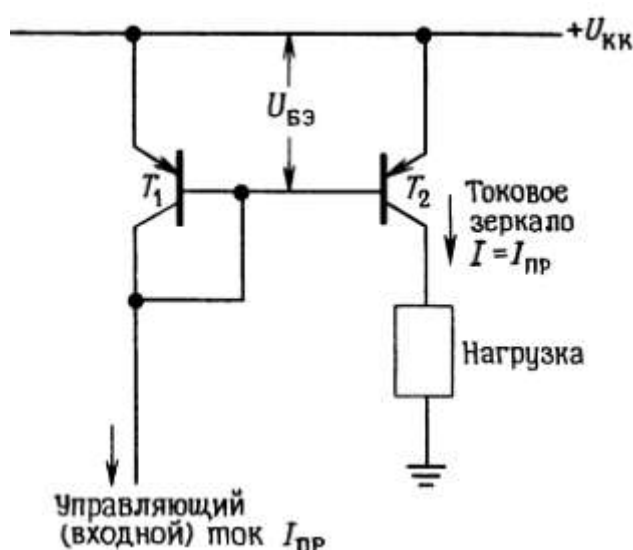 +Uкк
UБЭ
T1
T2
Токовое
зеркало
I = Iпр
Нагрузка
Управляющий
(входной) ток Iпр